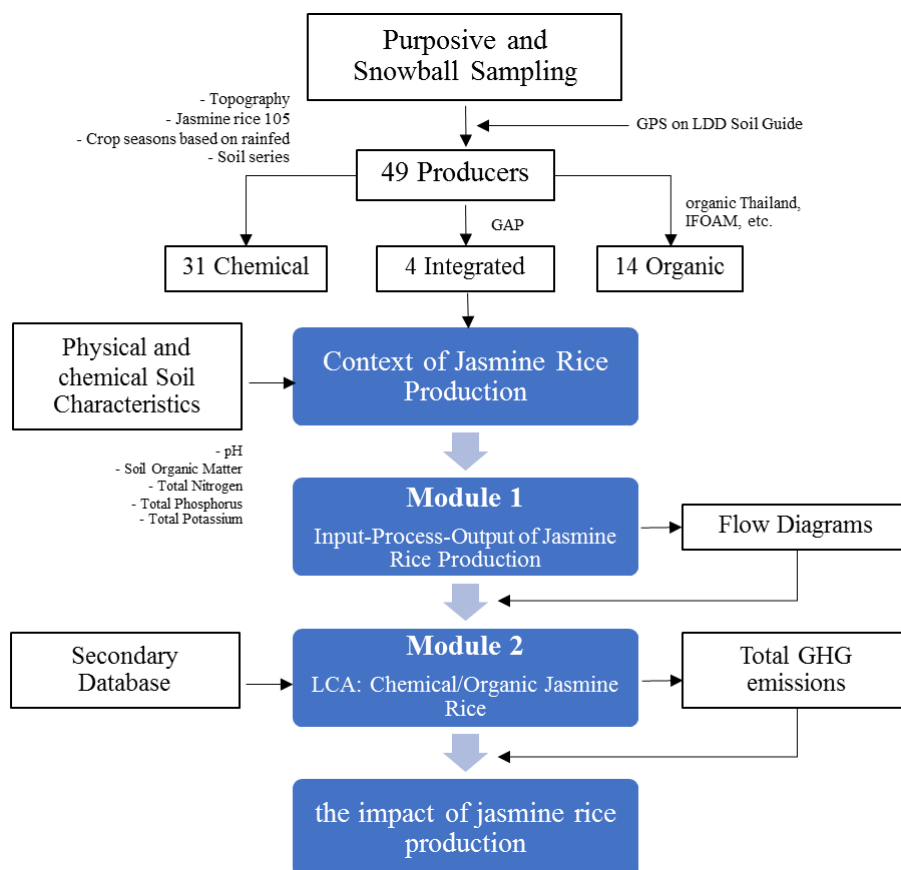 Purposive and
Snowball Sampling
- Topography
- Jasmine rice 105
- Crop seasons based on rainfed
- Soil series
GPS on LDD Soil Guide
49 Producers
GAP
organic Thailand,
IFOAM, etc.
31 Chemical
4 Integrated
14 Organic
Physical and
chemical Soil
Characteristics
Context of Jasmine Rice
Production
- pH
- Soil Organic Matter
- Total Nitrogen
- Total Phosphorus
- Total Potassium
Module 1
Input-Process-Output of Jasmine
Rice Production
Flow Diagrams
Secondary
Database
Module 2
LCA: Chemical/Organic Jasmine
Rice
Total GHG
emissions
the impact of jasmine rice
production